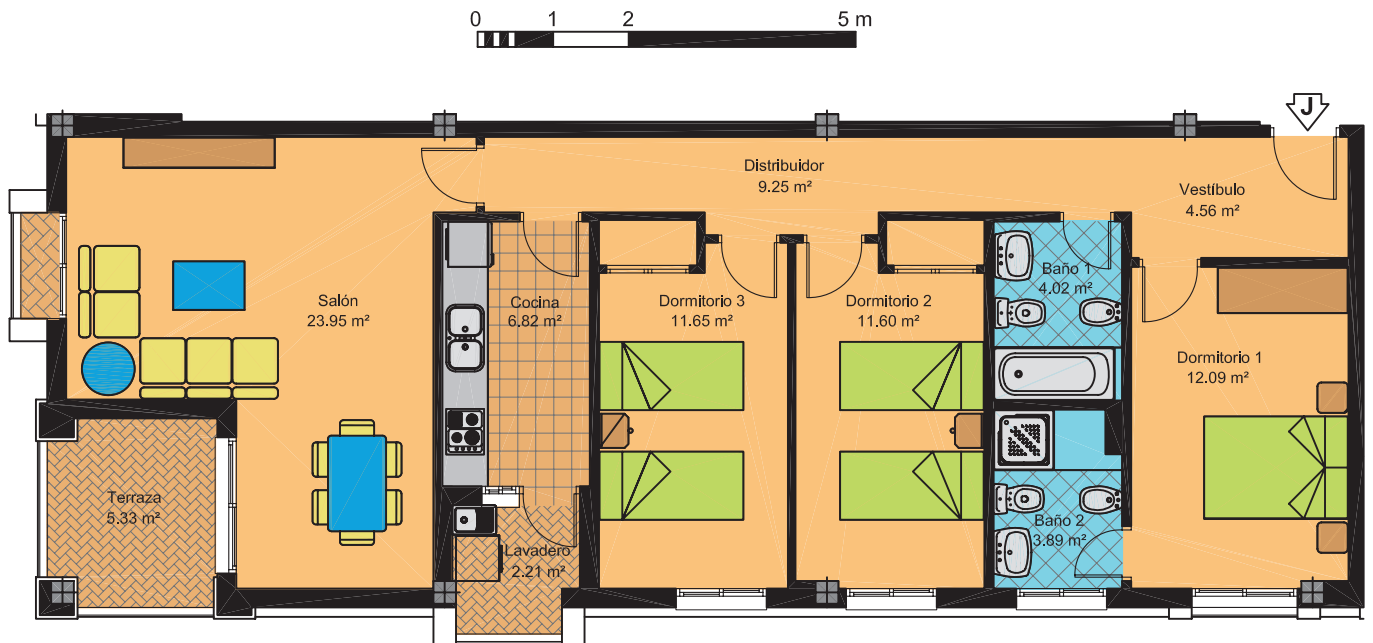 0 1 2 5 m
J
Distribuidor
9.25 m²
Vestíbulo
4.56 m²
Salón
23.95 m²
Cocina
6.82 m²
Dormitorio 3
11.65 m²
Dormitorio 2
11.60 m²
Baño 1
4.02 m²
Dormitorio 1
12.09 m²
Terraza
5.33 m²
Lavadero
2.21 m²
Baño 2
3.89 m²